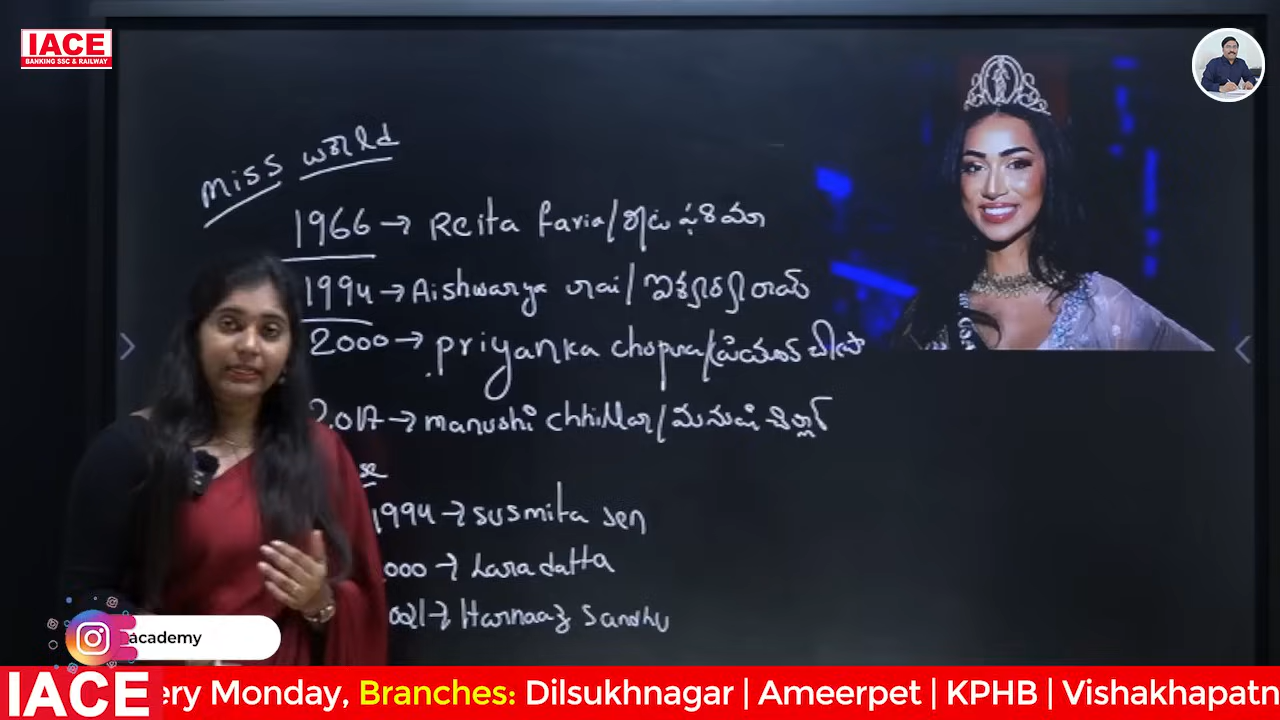 IACE
BANKING SSC & RAILWAY
Miss world
1966 → Reita faria/రీటా ఫరియా
1994 → Aishwarya rai/ఐశ్వర్య రాయ్
2000 → priyanka chopra/ప్రియాంక చోప్రా
2017 → manushi chhillar/మానుషి చిల్లర్
se
1994 → susmita sen
000 → Lara datta
021 → Harnaaz Sandhu
academy
IACE ery Monday, Branches: Dilsukhnagar | Ameerpet | KPHB | Vishakhapatn